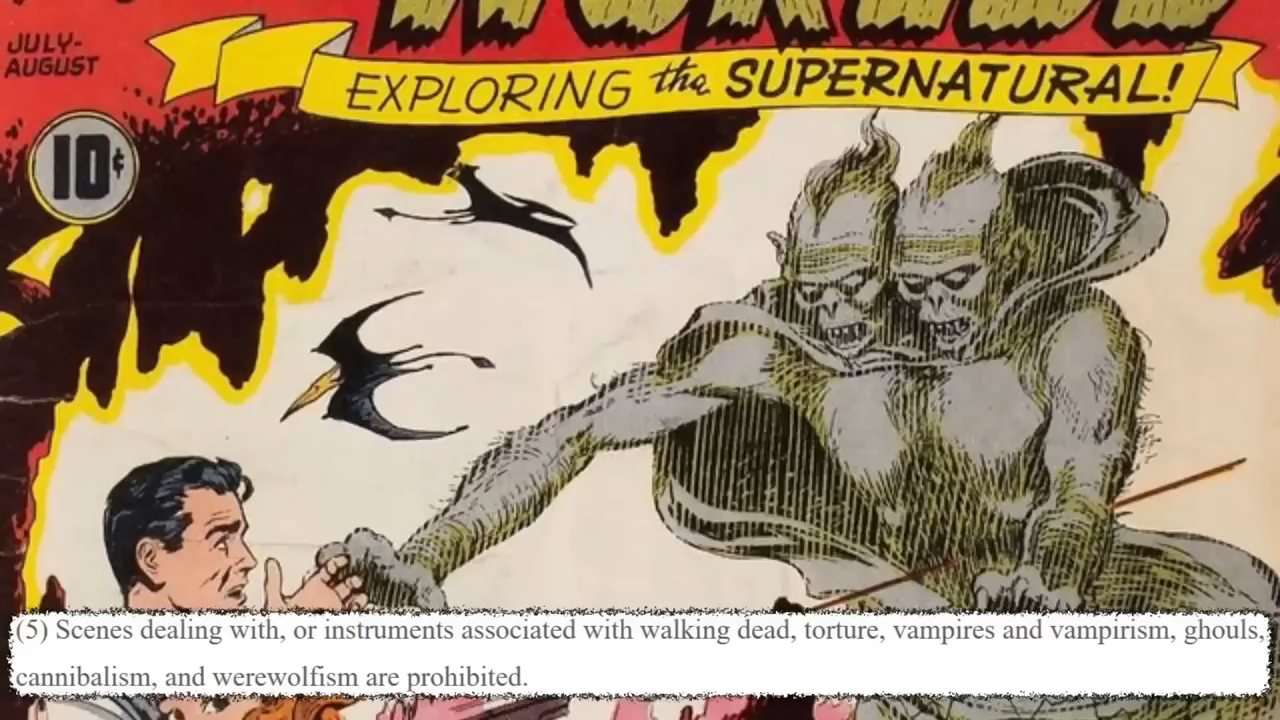 JULY-
AUGUST
EXPLORING the SUPERNATURAL!
10¢
(5) Scenes dealing with, or instruments associated with walking dead, torture, vampires and vampirism, ghouls,
cannibalism, and werewolfism are prohibited.